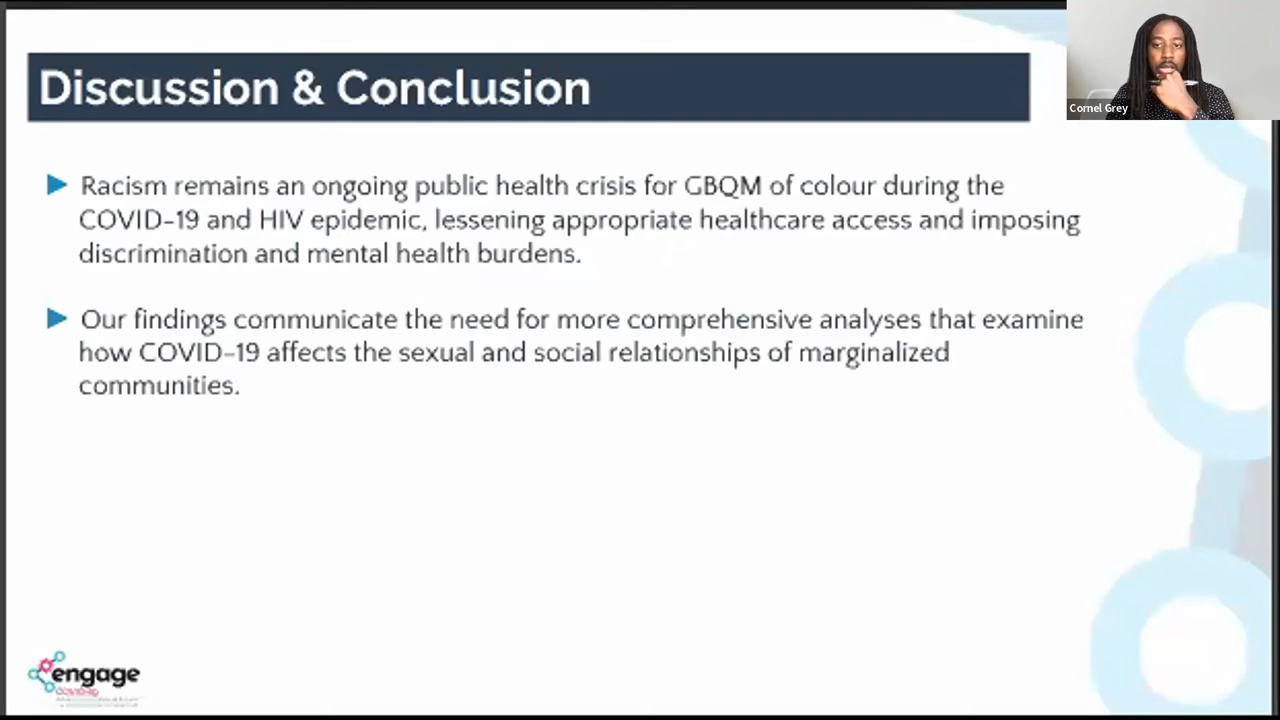 Discussion & Conclusion
Cornel Grey
Racism remains an ongoing public health crisis for GBQM of colour during the
COVID-19 and HIV epidemic, lessening appropriate healthcare access and imposing
discrimination and mental health burdens.
Our findings communicate the need for more comprehensive analyses that examine
how COVID-19 affects the sexual and social relationships of marginalized
communities.
engage
COVID-19